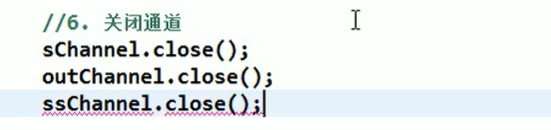 //6. 关闭通道
sChannel.close();
outChannel.close();
ssChannel.close();